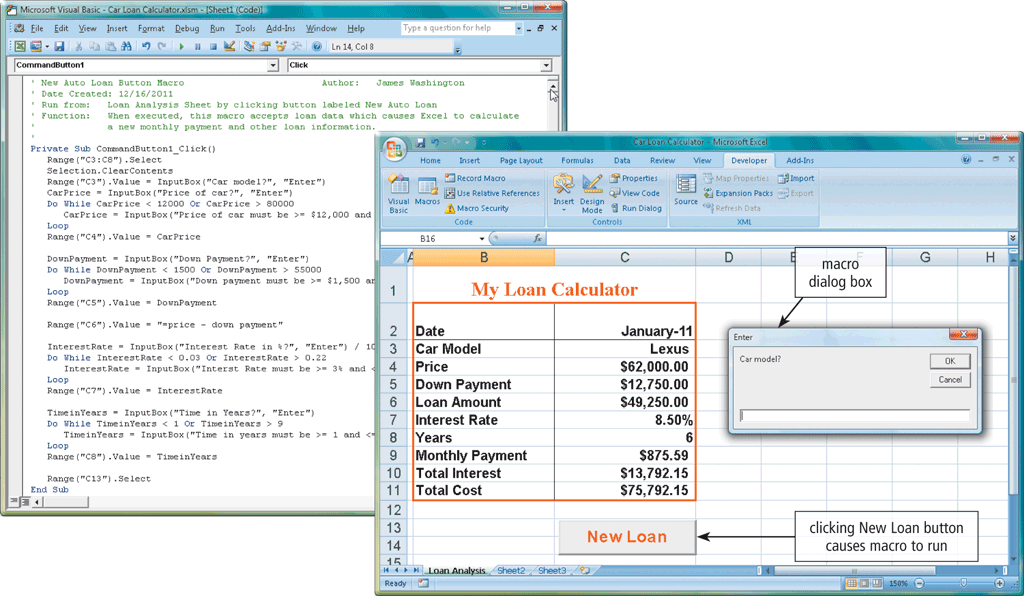 Microsoft Visual Basic - Car Loan Calculator.xlsm - [Sheet1 (Code)]
File Edit View Insert Format Debug Run Tools Add-Ins Window Help Type a question for help
Ln 14, Col 8
CommandButton1 Click
' New Auto Loan Button Macro Author: James Washington
' Date Created: 12/16/2011
' Run from: Loan Analysis Sheet by clicking button labeled New Auto Loan
' Function: When executed, this macro accepts loan data which causes Excel to calculate
' a new monthly payment and other loan information.
'
Private Sub CommandButton1_Click()
Range("C3:C8").Select
Selection.ClearContents
Range("C3").Value = InputBox("Car model?", "Enter")
CarPrice = InputBox("Price of car?", "Enter")
Do While CarPrice < 12000 Or CarPrice > 80000
CarPrice = InputBox("Price of car must be >= $12,000 and
Loop
Range("C4").Value = CarPrice
DownPayment = InputBox("Down Payment?", "Enter")
Do While DownPayment < 1500 Or DownPayment > 55000
DownPayment = InputBox("Down payment must be >= $1,500 an
Loop
Range("C5").Value = DownPayment
Range("C6").Value = "=price - down payment"
InterestRate = InputBox("Interest Rate in %?", "Enter") / 10
Do While InterestRate < 0.03 Or InterestRate > 0.22
InterestRate = InputBox("Interst Rate must be >= 3% and <
Loop
Range("C7").Value = InterestRate
TimeinYears = InputBox("Time in Years?", "Enter")
Do While TimeinYears < 1 Or TimeinYears > 9
TimeinYears = InputBox("Time in years must be >= 1 and <=
Loop
Range("C8").Value = TimeinYears
Range("C13").Select
End Sub
Car Loan Calculator - Microsoft Excel
Home Insert Page Layout Formulas Data Review View Developer Add-Ins
Visual Basic
Macros
Record Macro
Use Relative References
Macro Security
Code
Insert
Design Mode
Properties
View Code
Run Dialog
Controls
Source
Map Properties
Expansion Packs
Refresh Data
Import
Export
XML
B16 fx
A B C D E F G H
1 My Loan Calculator
2 Date January-11
3 Car Model Lexus
4 Price $62,000.00
5 Down Payment $12,750.00
6 Loan Amount $49,250.00
7 Interest Rate 8.50%
8 Years 6
9 Monthly Payment $875.59
10 Total Interest $13,792.15
11 Total Cost $75,792.15
12
13
14
15
New Loan
macro
dialog box
Enter
Car model?
OK
Cancel
clicking New Loan button
causes macro to run
Loan Analysis Sheet2 Sheet3
Ready 150%